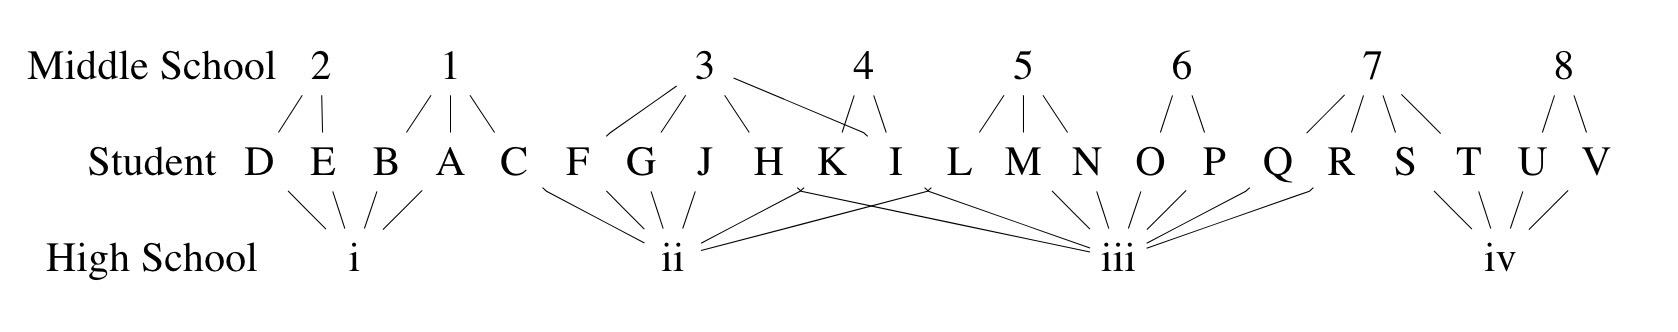 Middle School 2 1 3 4 5 6 7 8
Student D E B A C F G J H K I L M N O P Q R S T U V
High School i ii iii iv